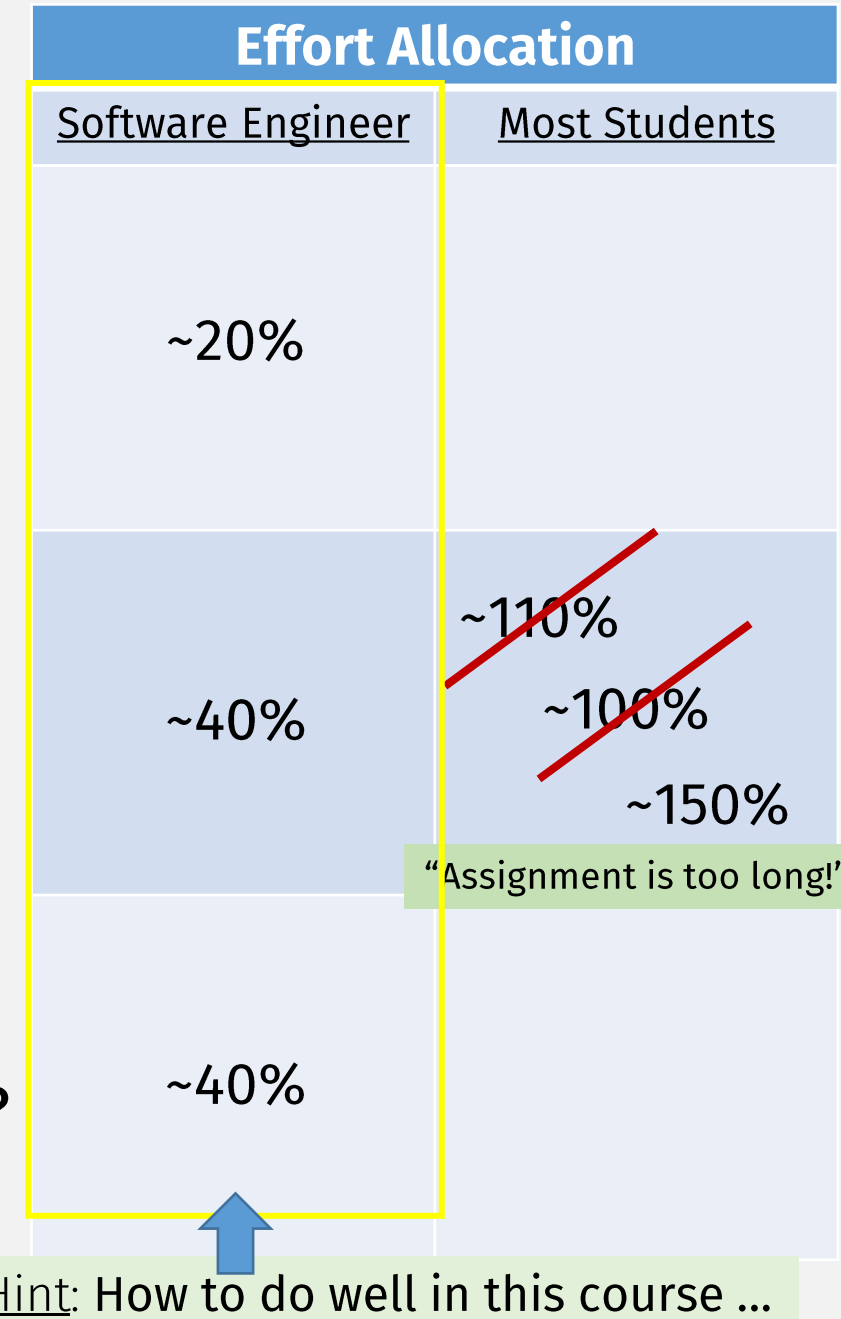 Effort Allocation
Software Engineer
Most Students
~20%
~40%
~110%
~100%
~150%
“Assignment is too long!”
~40%
?
Hint: How to do well in this course ...